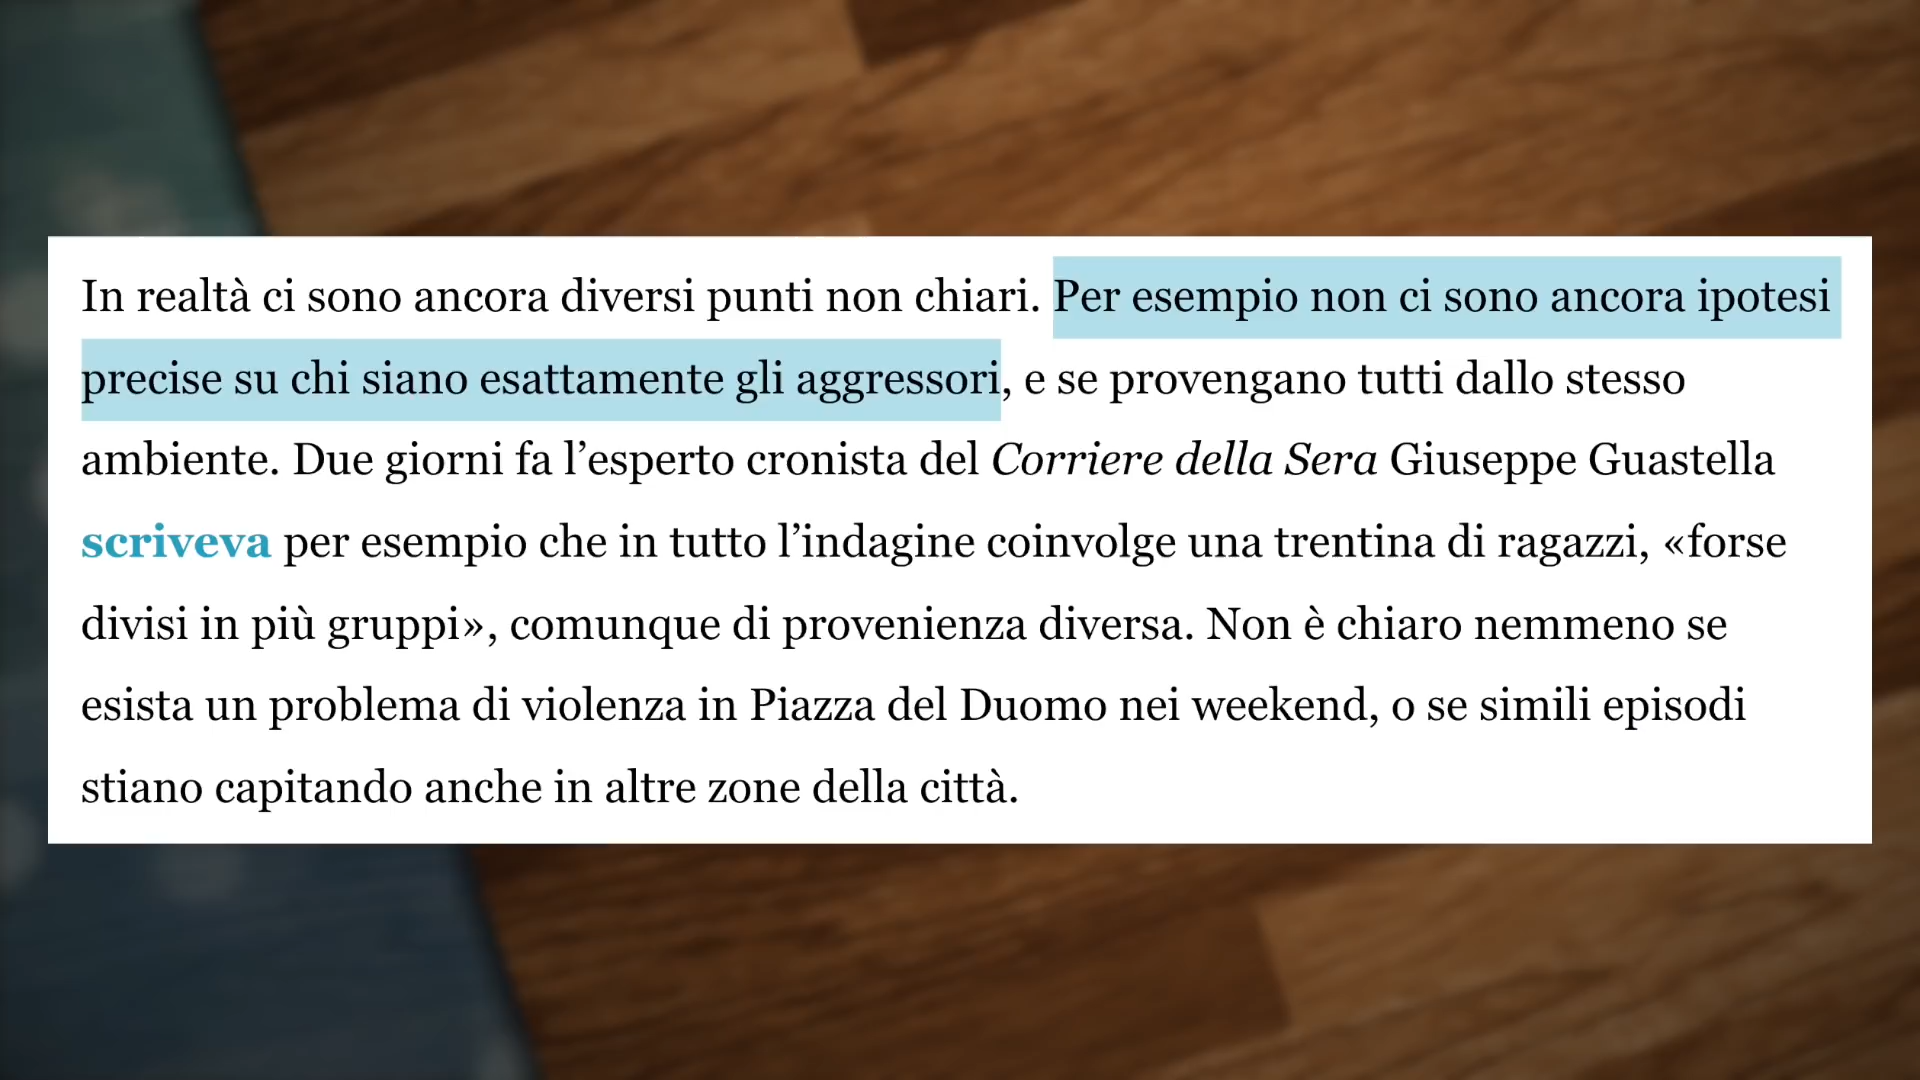 In realtà ci sono ancora diversi punti non chiari. Per esempio non ci sono ancora ipotesi
precise su chi siano esattamente gli aggressori, e se provengano tutti dallo stesso
ambiente. Due giorni fa l’esperto cronista del Corriere della Sera Giuseppe Guastella
scriveva per esempio che in tutto l’indagine coinvolge una trentina di ragazzi, «forse
divisi in più gruppi», comunque di provenienza diversa. Non è chiaro nemmeno se
esista un problema di violenza in Piazza del Duomo nei weekend, o se simili episodi
stiano capitando anche in altre zone della città.